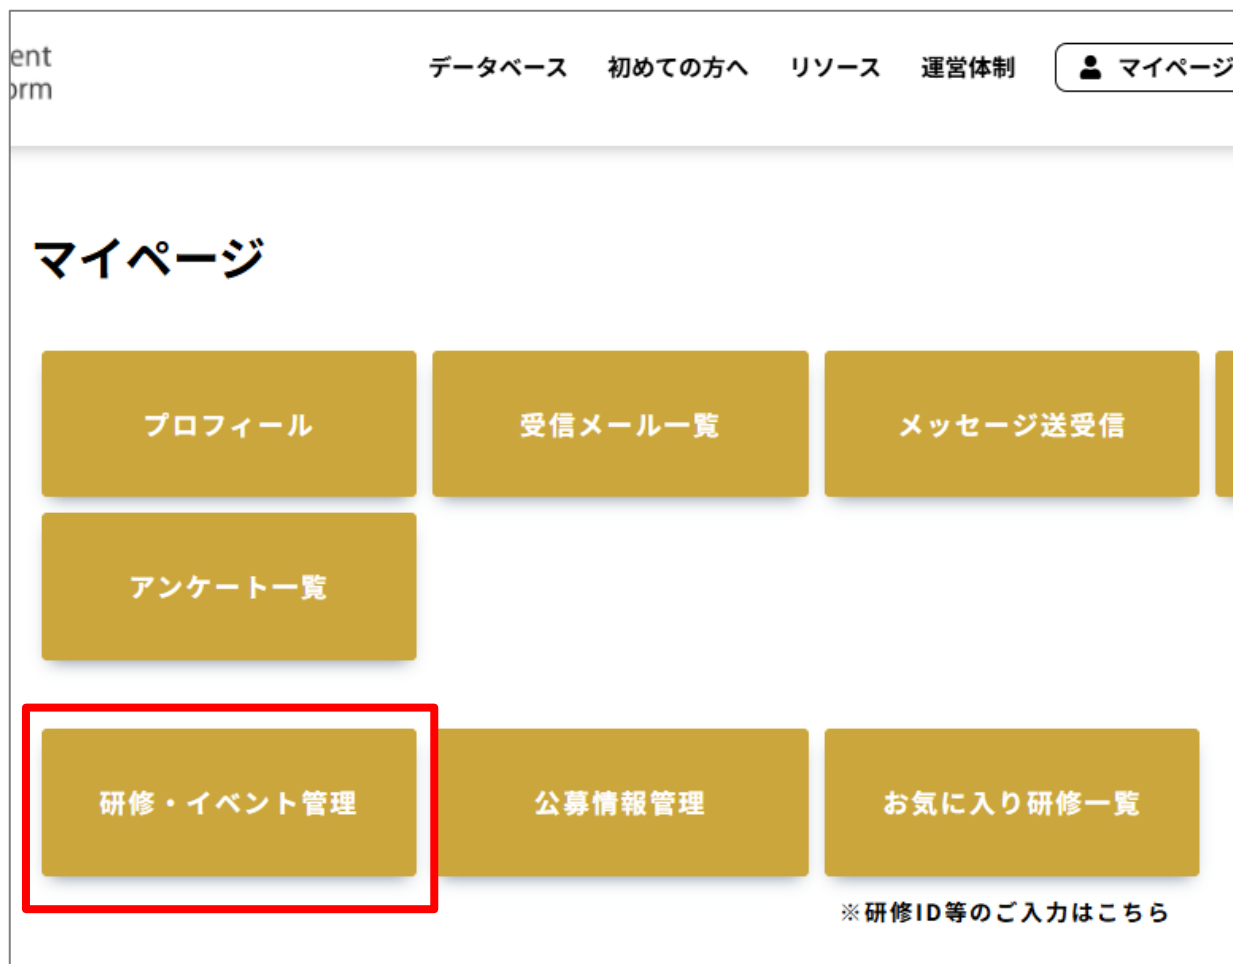 ent
orm
データベース 初めての方へ リソース 運営体制 マイページ
マイページ
プロフィール 受信メール一覧 メッセージ送受信
アンケート一覧
研修・イベント管理 公募情報管理 お気に入り研修一覧
※研修ID等のご入力はこちら